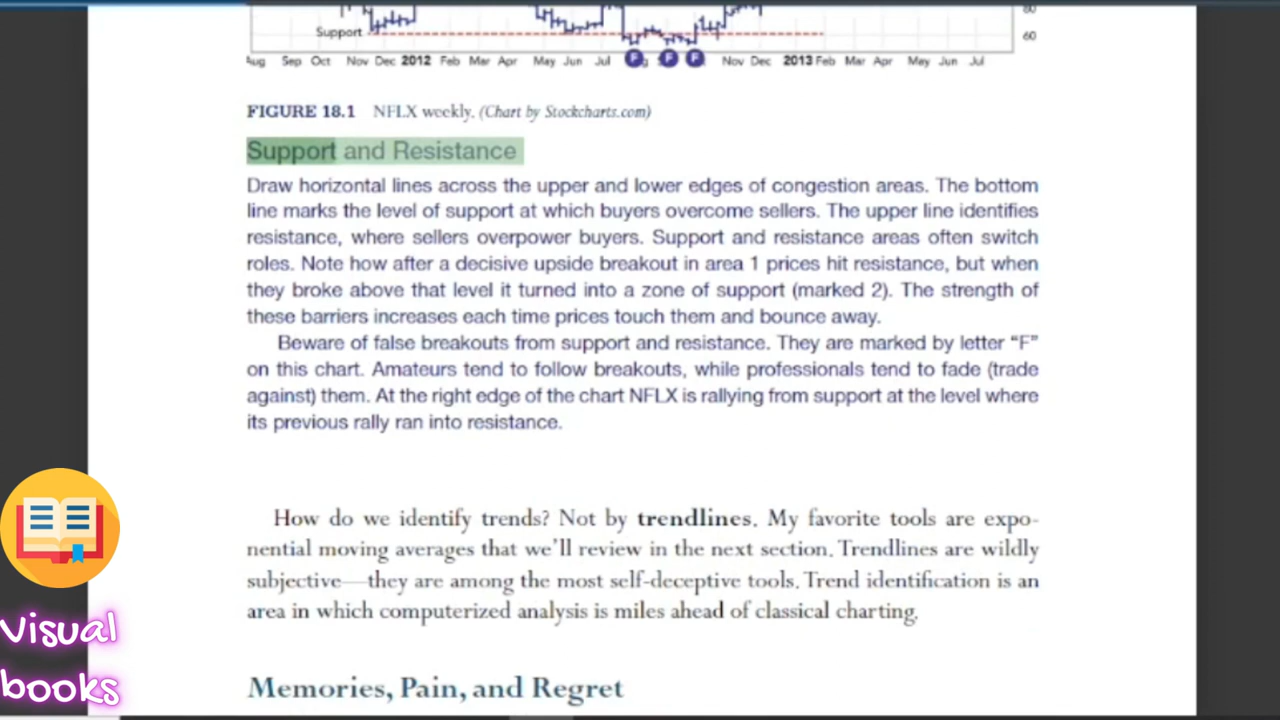 60
Support
60
Aug Sep Oct Nov Dec 2012 Feb Mar Apr May Jun Jul F F F Nov Dec 2013 Feb Mar Apr May Jun Jul
FIGURE 18.1 NFLX weekly. (Chart by Stockcharts.com)
Support and Resistance
Draw horizontal lines across the upper and lower edges of congestion areas. The bottom
line marks the level of support at which buyers overcome sellers. The upper line identifies
resistance, where sellers overpower buyers. Support and resistance areas often switch
roles. Note how after a decisive upside breakout in area 1 prices hit resistance, but when
they broke above that level it turned into a zone of support (marked 2). The strength of
these barriers increases each time prices touch them and bounce away.
Beware of false breakouts from support and resistance. They are marked by letter “F”
on this chart. Amateurs tend to follow breakouts, while professionals tend to fade (trade
against) them. At the right edge of the chart NFLX is rallying from support at the level where
its previous rally ran into resistance.
How do we identify trends? Not by trendlines. My favorite tools are expo-
nential moving averages that we’ll review in the next section. Trendlines are wildly
subjective—they are among the most self-deceptive tools. Trend identification is an
area in which computerized analysis is miles ahead of classical charting.
Memories, Pain, and Regret
Visual
books